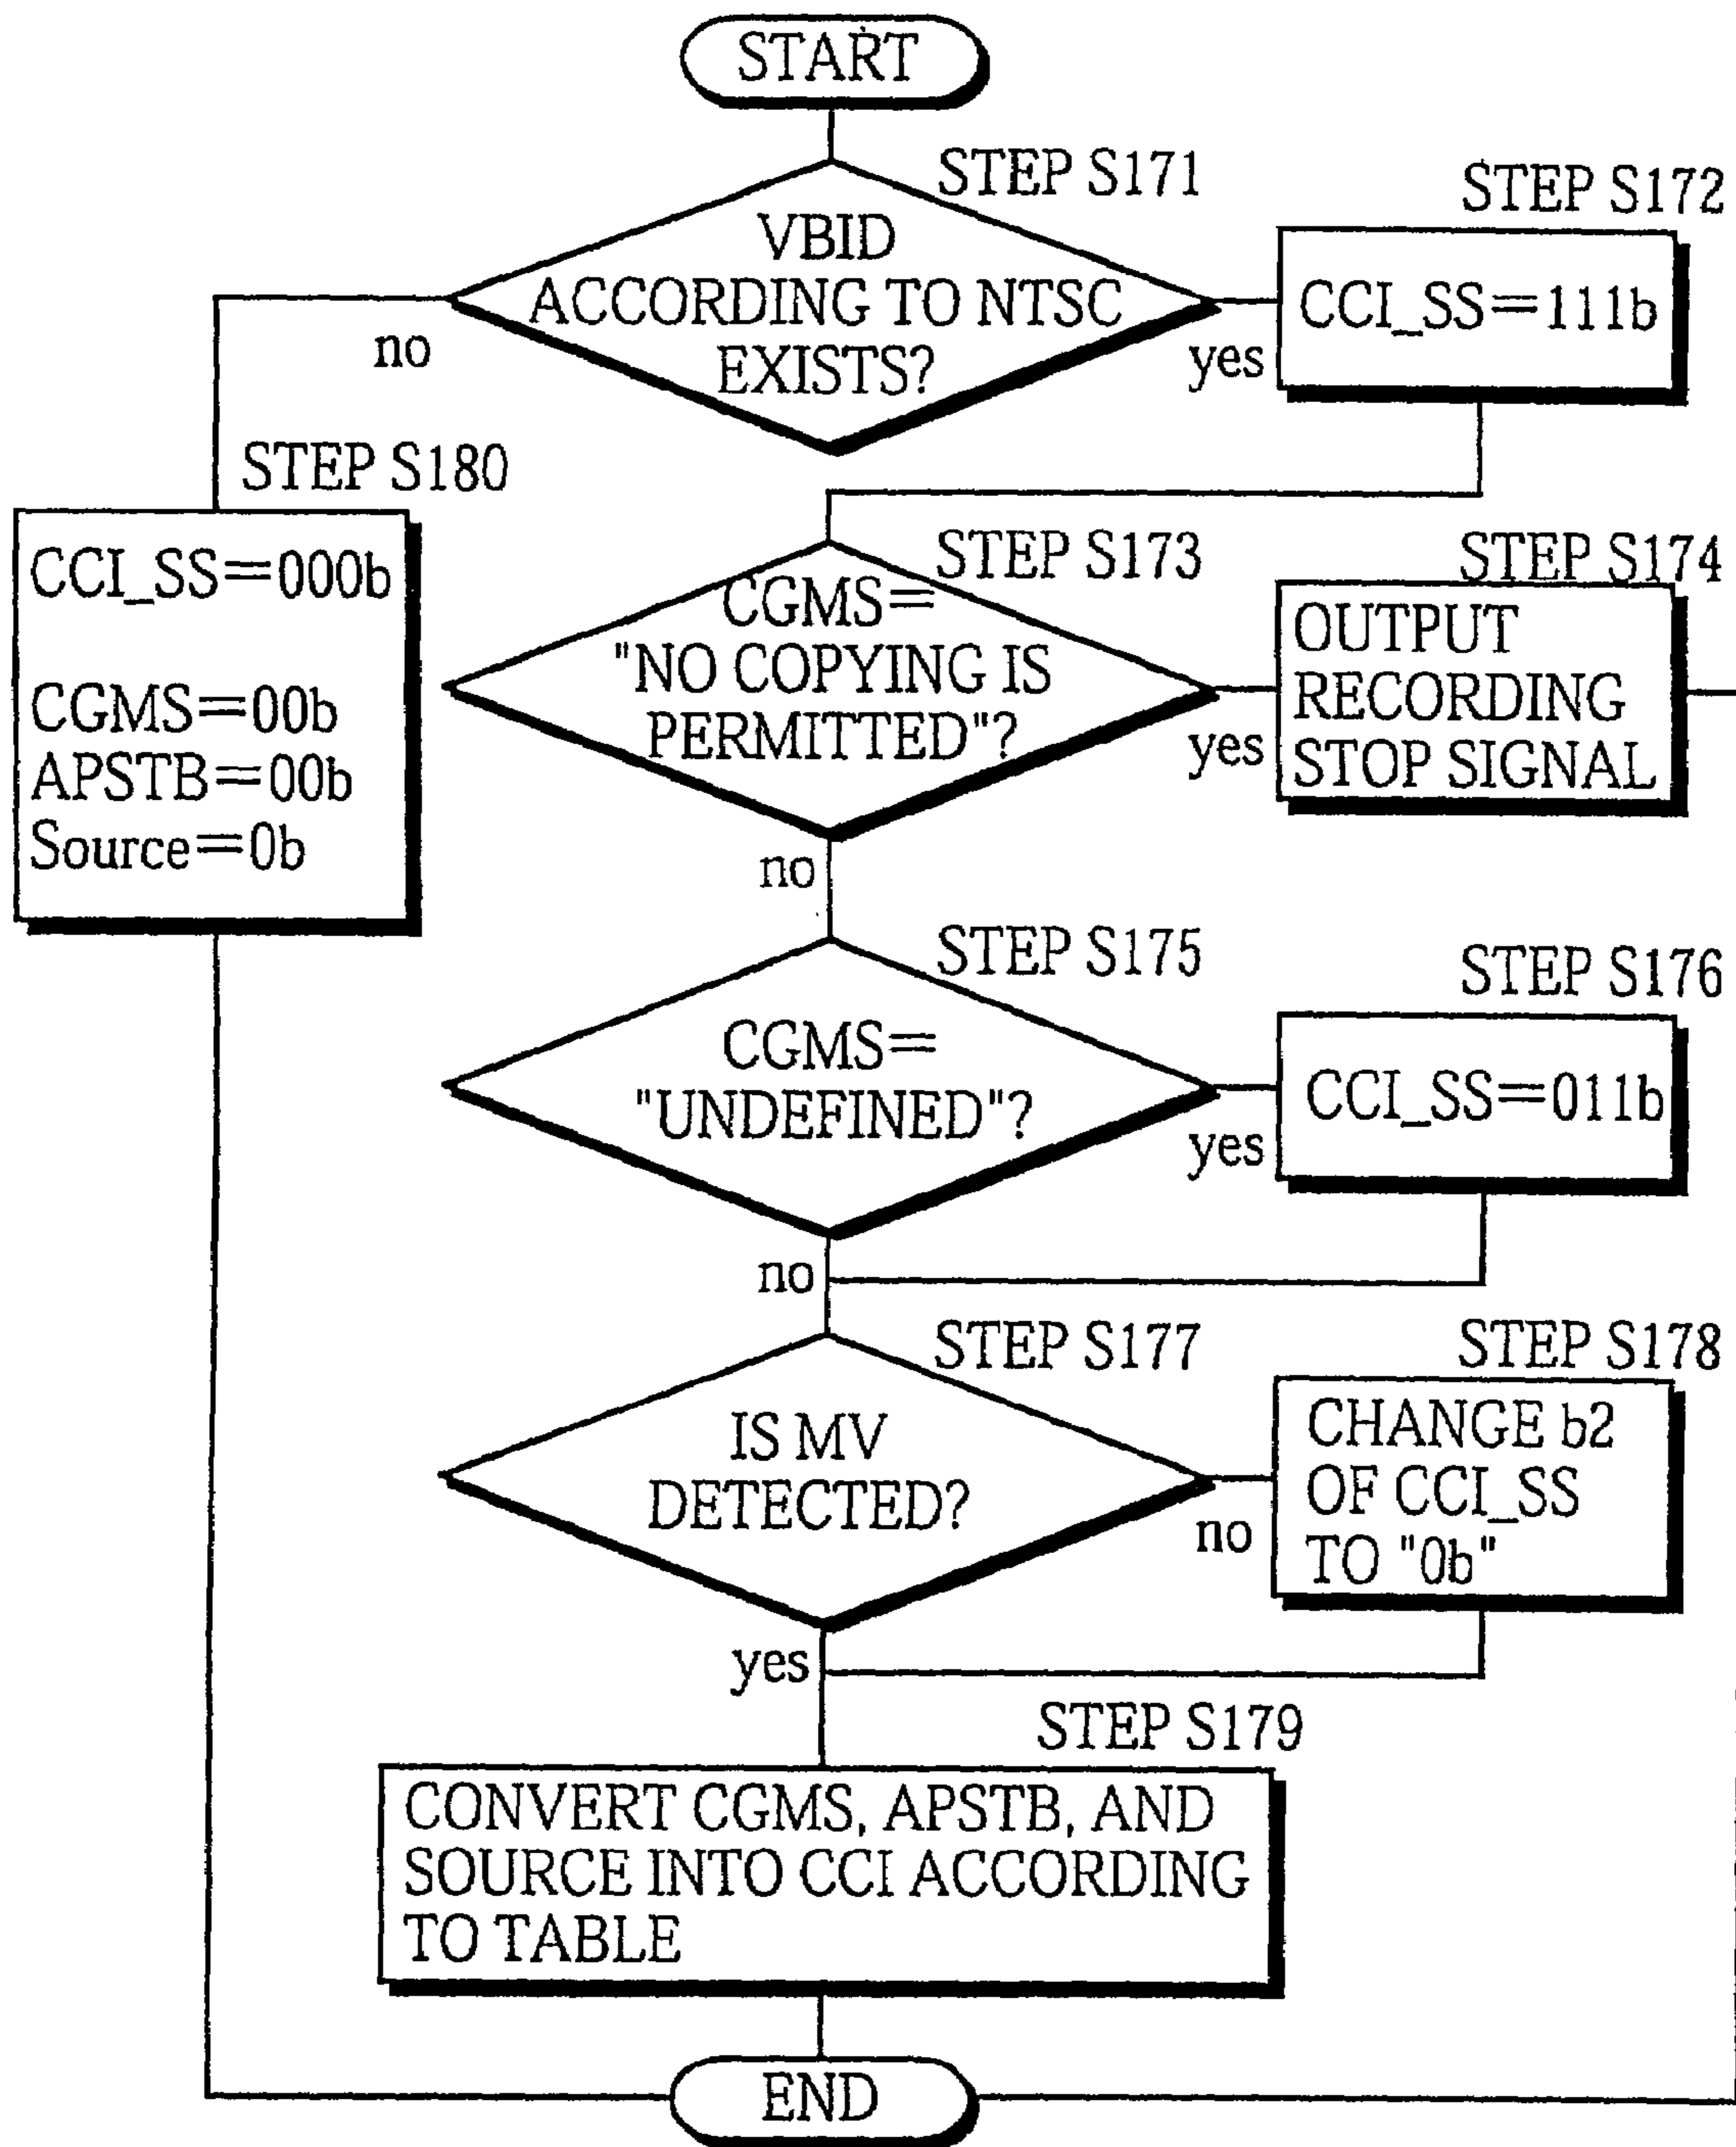 START
STEP S171
VBID
ACCORDING TO NTSC
EXISTS?
no
yes
STEP S172
CCI_SS=111b
STEP S180
CCI_SS=000b
CGMS=00b
APSTB=00b
Source=0b
STEP S173
CGMS=
"NO COPYING IS
PERMITTED"?
yes
no
STEP S174
OUTPUT
RECORDING
STOP SIGNAL
STEP S175
CGMS=
"UNDEFINED"?
yes
no
STEP S176
CCI_SS=011b
STEP S177
IS MV
DETECTED?
no
yes
STEP S178
CHANGE b2
OF CCI_SS
TO "0b"
STEP S179
CONVERT CGMS, APSTB, AND
SOURCE INTO CCI ACCORDING
TO TABLE
END